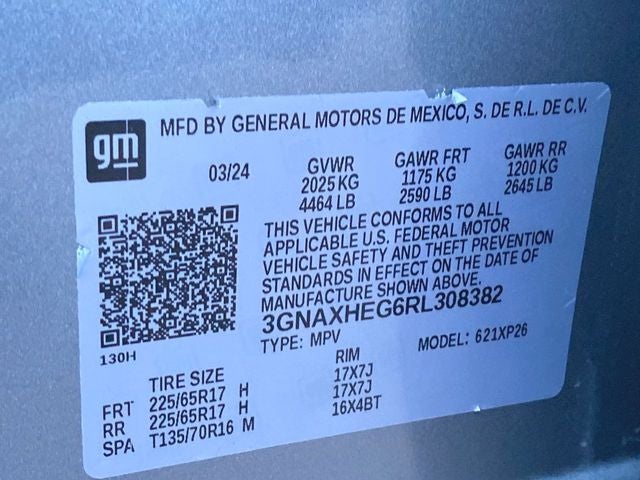 gm
MFD BY GENERAL MOTORS DE MEXICO, S. DE R.L. DE C.V.
03/24 GVWR GAWR FRT GAWR RR
2025 KG 1175 KG 1200 KG
4464 LB 2590 LB 2645 LB
THIS VEHICLE CONFORMS TO ALL
APPLICABLE U.S. FEDERAL MOTOR
VEHICLE SAFETY AND THEFT PREVENTION
STANDARDS IN EFFECT ON THE DATE OF
MANUFACTURE SHOWN ABOVE.
3GNAXHEG6RL308382
TYPE: MPV MODEL: 621XP26
130H
TIRE SIZE RIM
FRT 225/65R17 H 17X7J
RR 225/65R17 H 17X7J
SPA T135/70R16 M 16X4BT